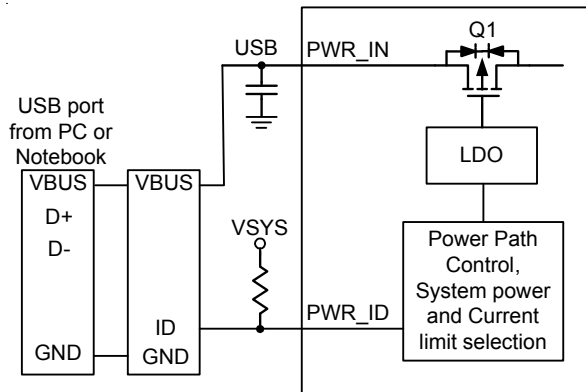 Q1
USB
PWR_IN
USB port
from PC or
Notebook
LDO
VBUS
VBUS
D+
D-
VSYS
Power Path
Control,
System power
and Current
limit selection
PWR_ID
ID
GND
GND